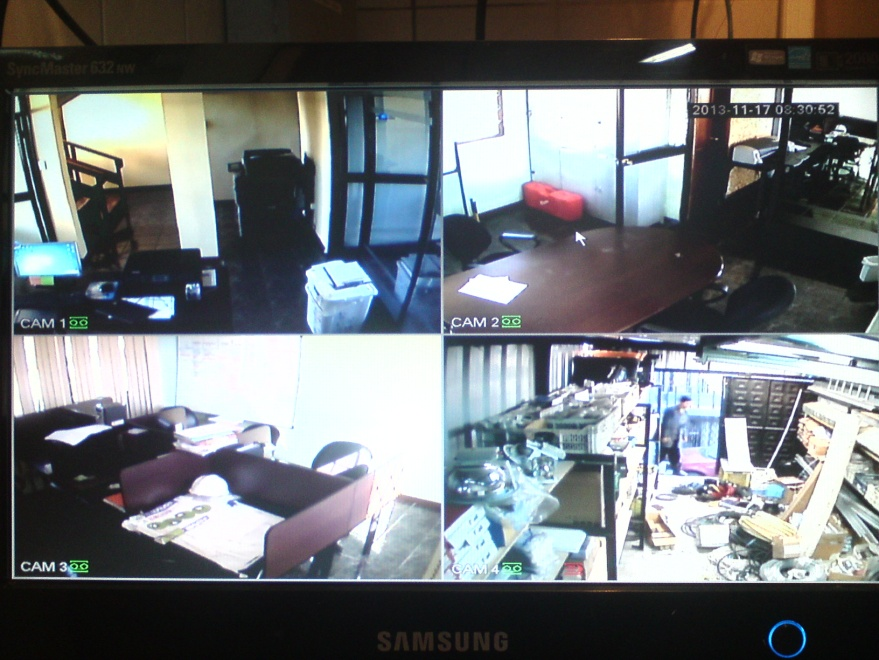 SyncMaster 632NW
2013-11-17 08:30:52
CAM 1
CAM 2
CAM 3
CAM 4
SAMSUNG